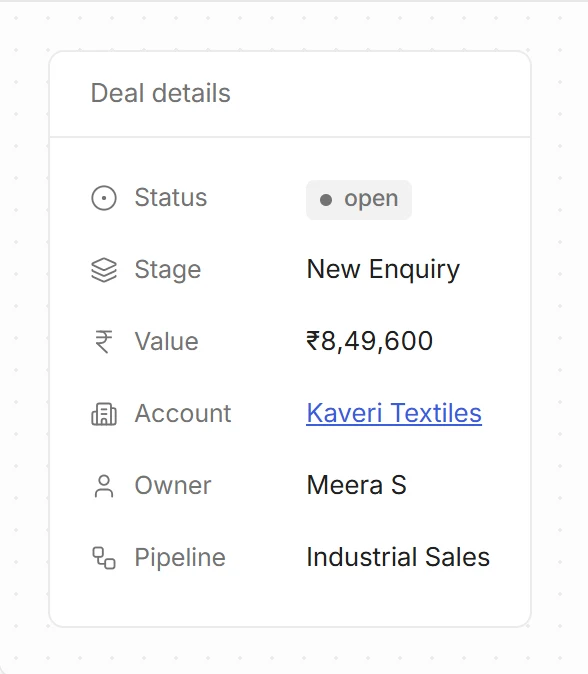 Deal details
Status open
Stage New Enquiry
Value ₹8,49,600
Account Kaveri Textiles
Owner Meera S
Pipeline Industrial Sales